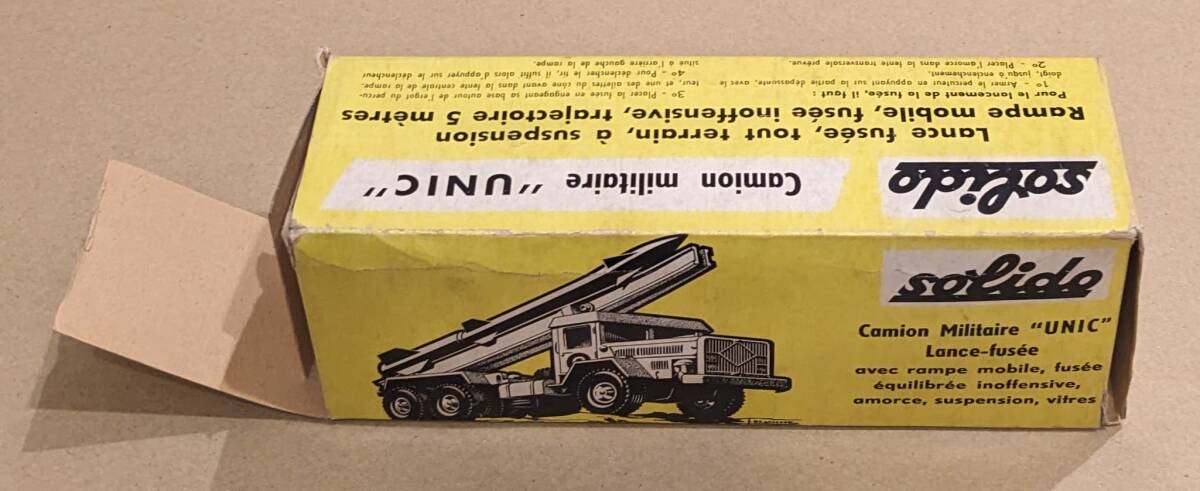 solido
Camion militaire "UNIC"
Lance fusée, tout terrain, à suspension
Rampe mobile, fusée inoffensive, trajectoire 5 mètres
Pour le lancement de la fusée, il faut :
1° - Armer le percuteur en appuyant sur la partie dépassante, avec le
doigt, jusqu'à enclenchement.
2° - Placer l'amorce dans la fente transversale prévue.
3° - Placer la fusée en engageant sa base autour de l'ergot du percu-
teur, et une des ailettes du cône avant dans la fente centrale de la rampe.
4° - Pour déclencher le tir, il suffit alors d'appuyer sur le déclencheur
situé à l'arrière gauche de la rampe.
solido
Camion Militaire "UNIC"
Lance-fusée
avec rampe mobile, fusée
équilibrée inoffensive,
amorce, suspension, vitres